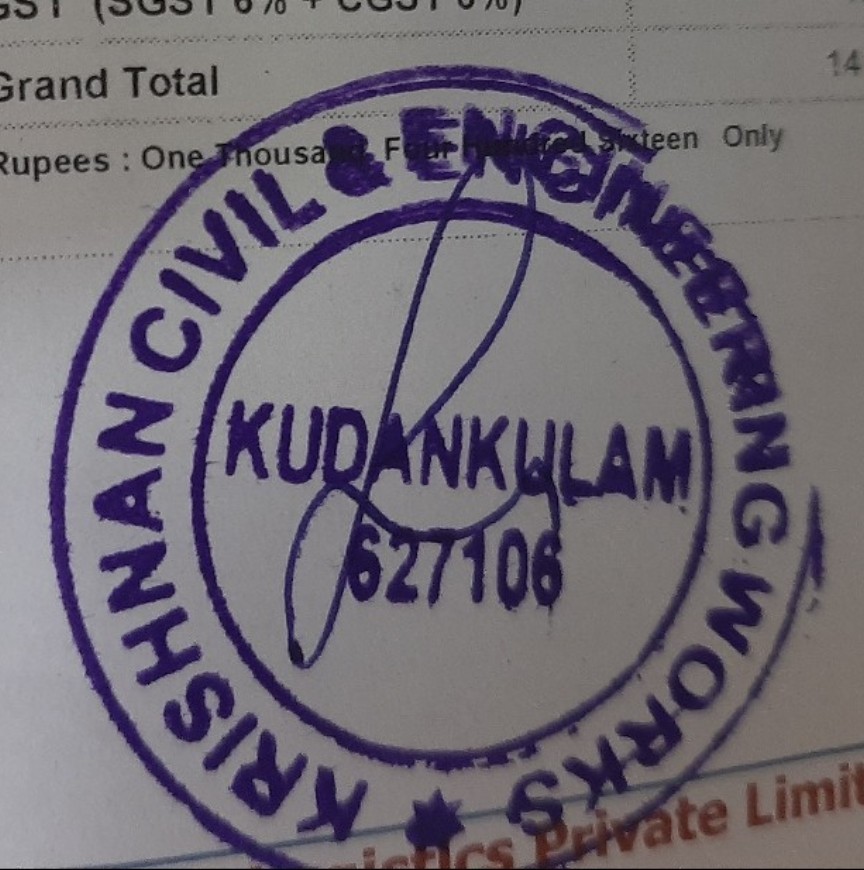 GST (SGST 6% + CGST 6%)
Grand Total 14
Rupees : One Thousand Four Hundred Sixteen Only
KRISHNAN CIVIL & ENGINEERING WORKS
KUDANKULAM
627106
gistics Private Limit